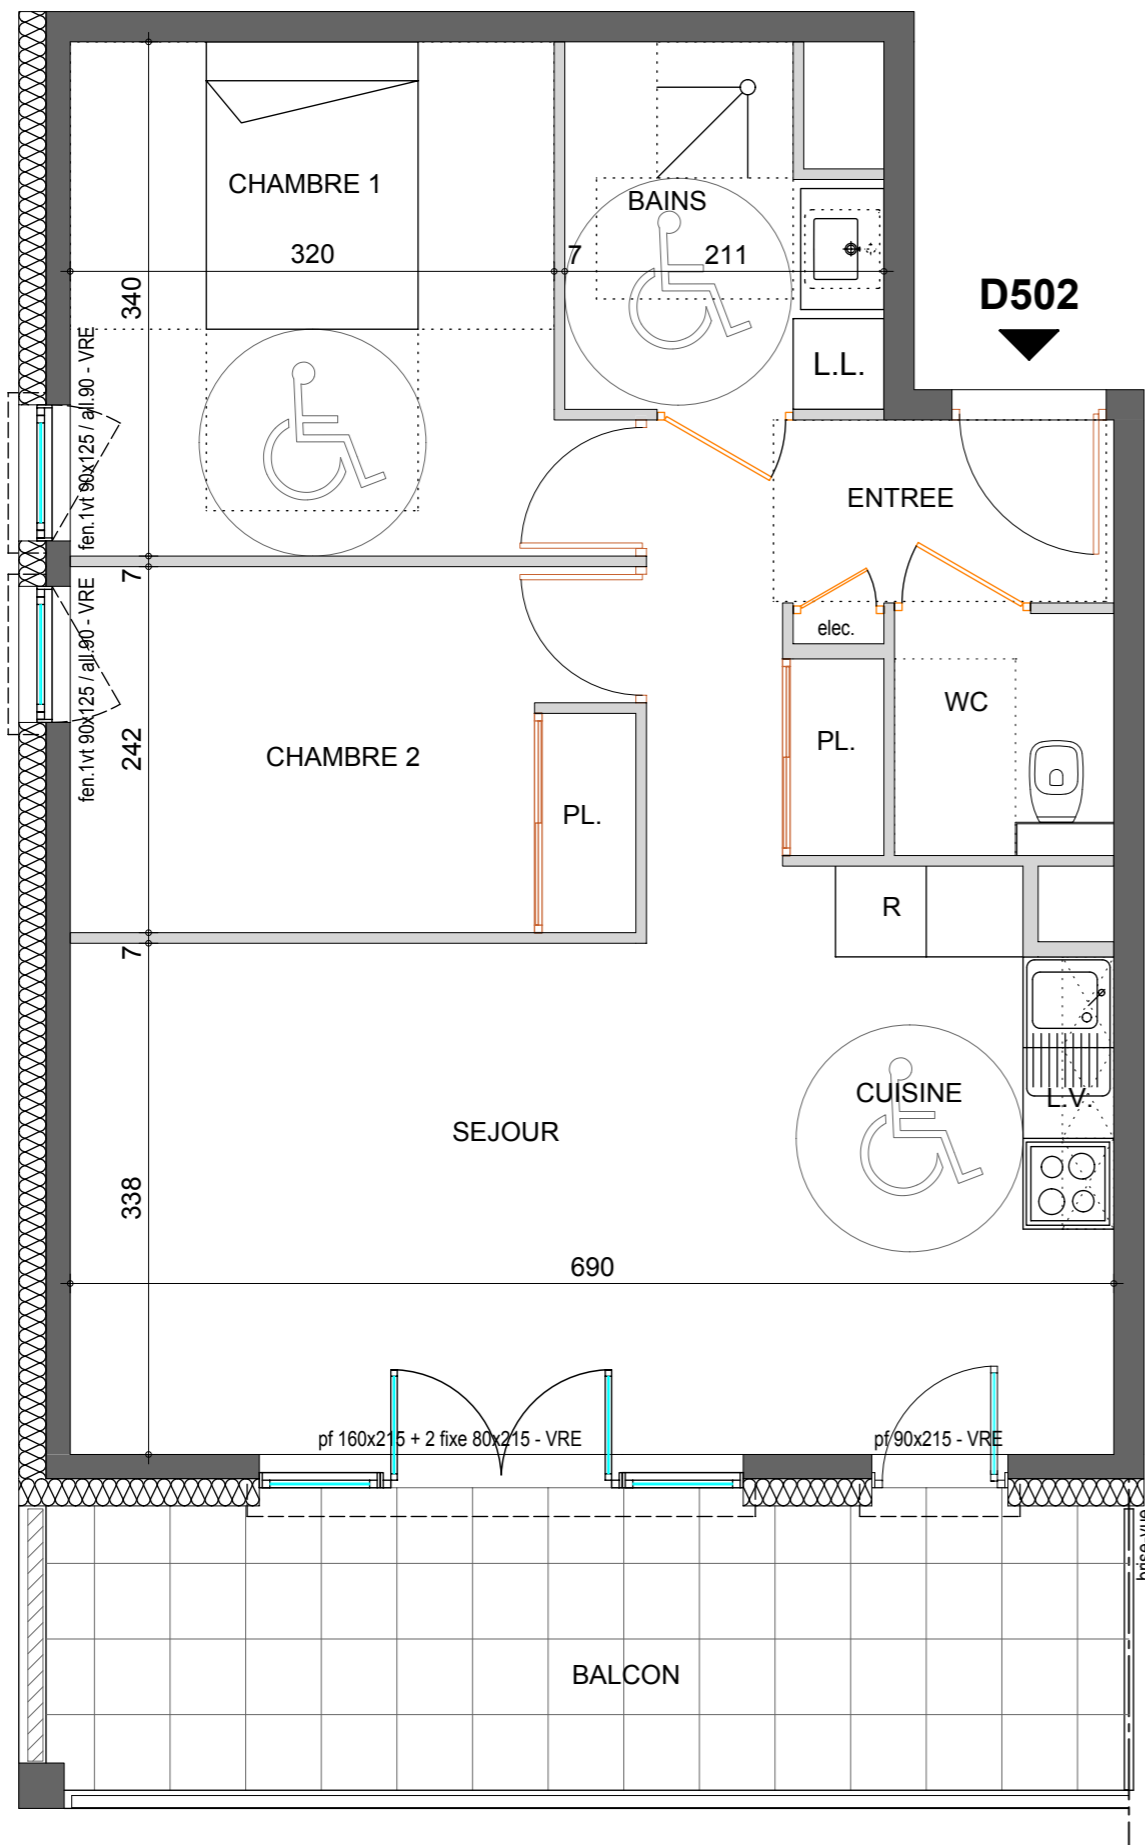 CHAMBRE 1
BAINS
320
7
211
340
D502
L.L.
fen.1vt 90x125 / all.90 - VRE
ENTREE
7
fen.1vt 90x125 / all.90 - VRE
elec.
WC
242
CHAMBRE 2
PL.
PL.
R
7
CUISINE
L.V.
SEJOUR
338
690
pf 160x215 + 2 fixe 80x215 - VRE
pf 90x215 - VRE
brise-vue
BALCON